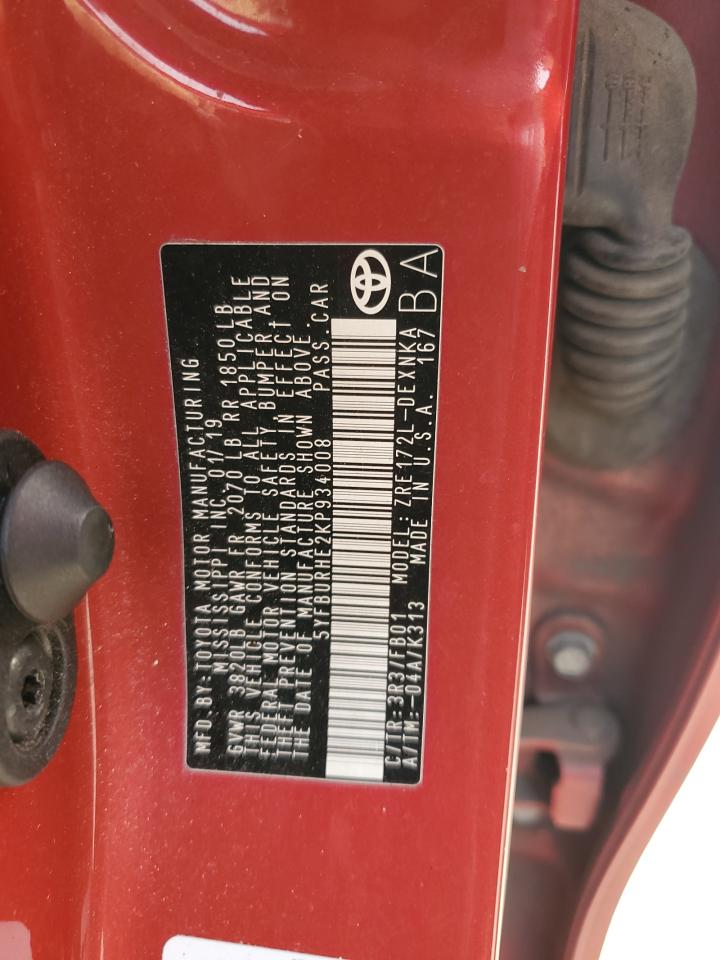 MFD.BY:TOYOTA MOTOR MANUFACTURING
MISSISSIPPI INC.01/19
GVWR 3820LB GAWR FR 2070 LB RR 1850LB
THIS VEHICLE CONFORMS TO ALL APPLICABLE
FEDERAL MOTOR VEHICLE SAFETY, BUMPER, AND
THEFT PREVENTION STANDARDS IN EFFECT ON
THE DATE OF MANUFACTURE SHOWN ABOVE.
5YFBURHE2KP934008 PASS.CAR
C/TR:3R3/FB01 MODEL:ZRE172L-DEXNKA
A/TM:-04A/K313 MADE IN U.S.A. 167
BA